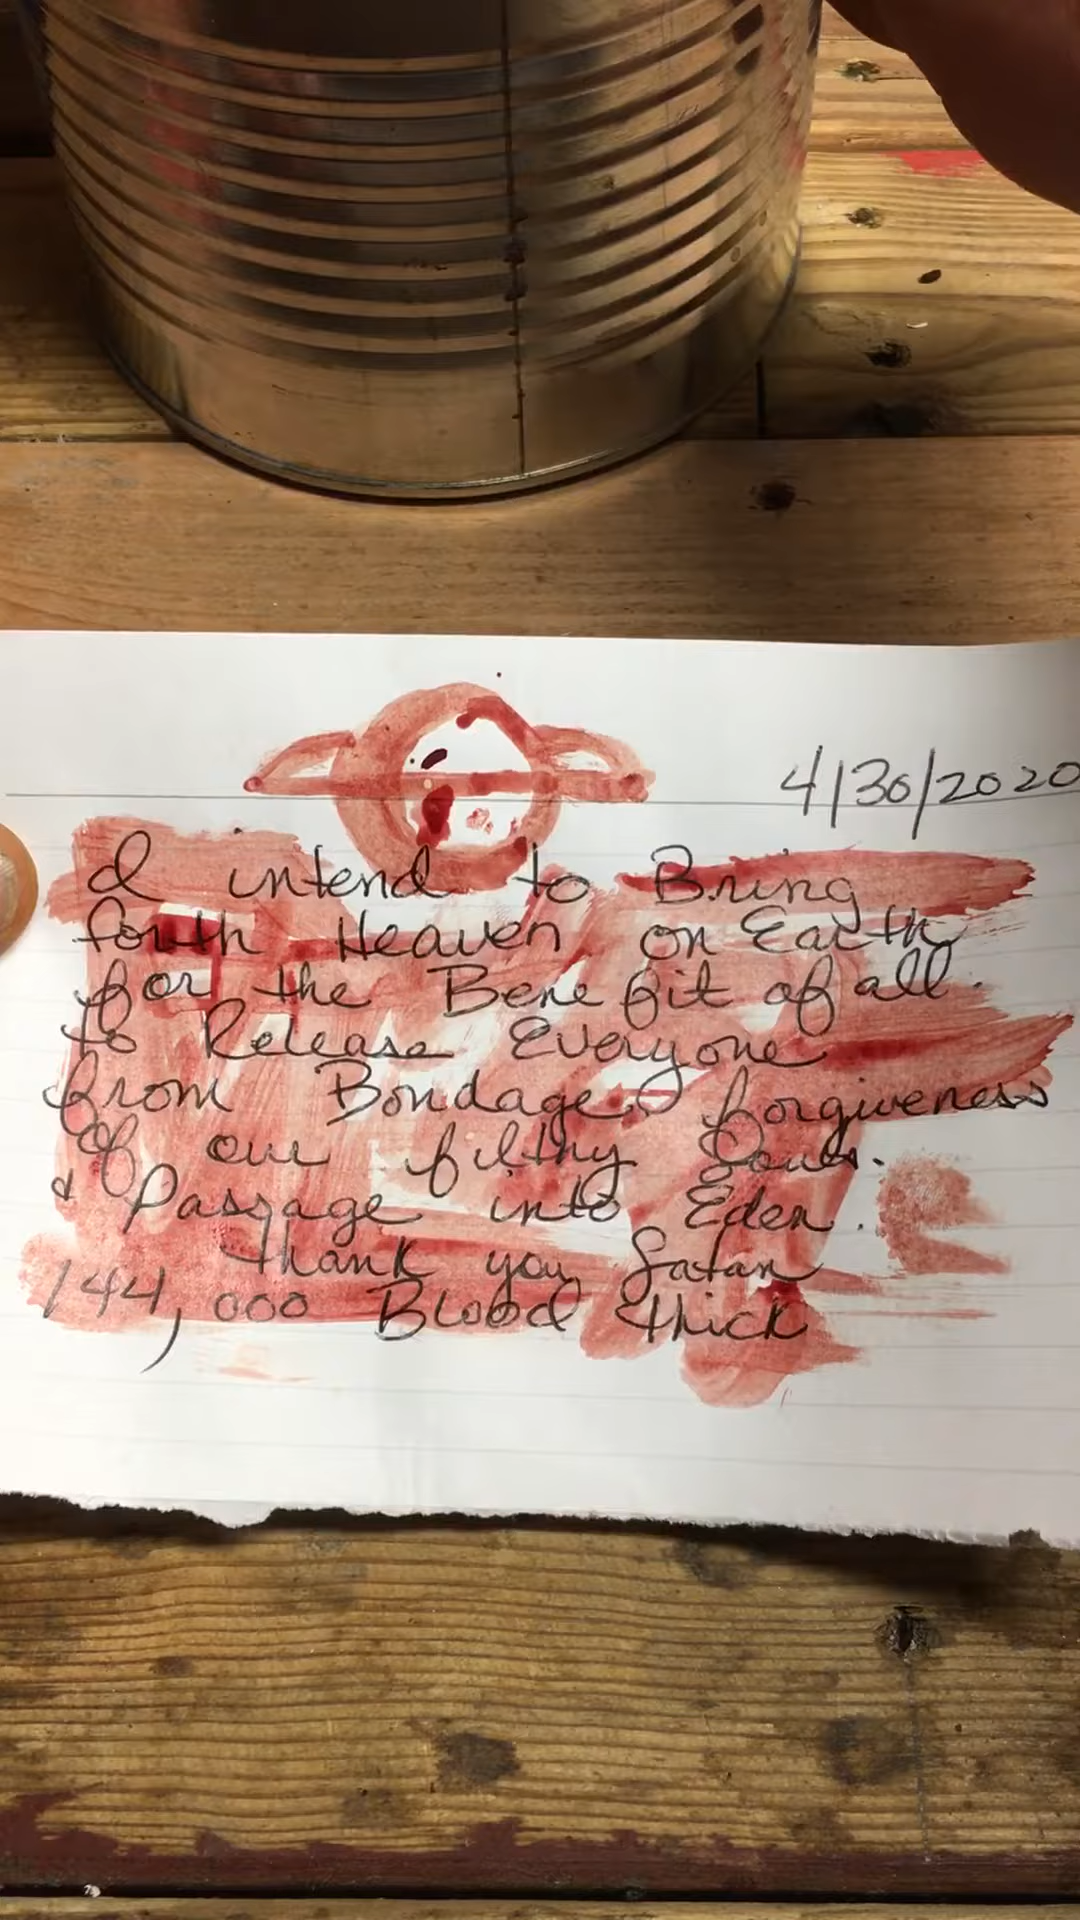 4/30/2020
I intend to Bring
forth Heaven on Earth
for the Benefit of all.
to Release Everyone
from Bondage, forgiveness
Of our filthy Souls.
& Passage into Eden.
Thank you Satan
144,000 Blood thick